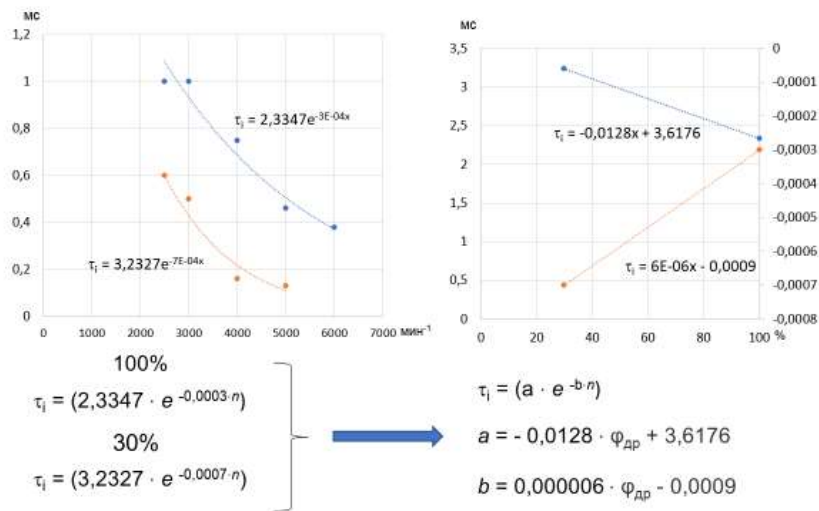 мс
1,2
1
0,8
0,6
0,4
0,2
0
0 1000 2000 3000 4000 5000 6000 7000 мин⁻¹
τᵢ = 2,3347e^-3E-04x
τᵢ = 3,2327e^-7E-04x
мс
3,5
3
2,5
2
1,5
1
0,5
0
0 20 40 60 80 100 %
0
-0,0001
-0,0002
-0,0003
-0,0004
-0,0005
-0,0006
-0,0007
-0,0008
τᵢ = -0,0128x + 3,6176
τᵢ = 6E-06x - 0,0009
100%
τᵢ = (2,3347 · e ^-0,0003·n)
30%
τᵢ = (3,2327 · e ^-0,0007·n)
τᵢ = (a · e ^-b·n)
a = - 0,0128 · φдр + 3,6176
b = 0,000006 · φдр - 0,0009